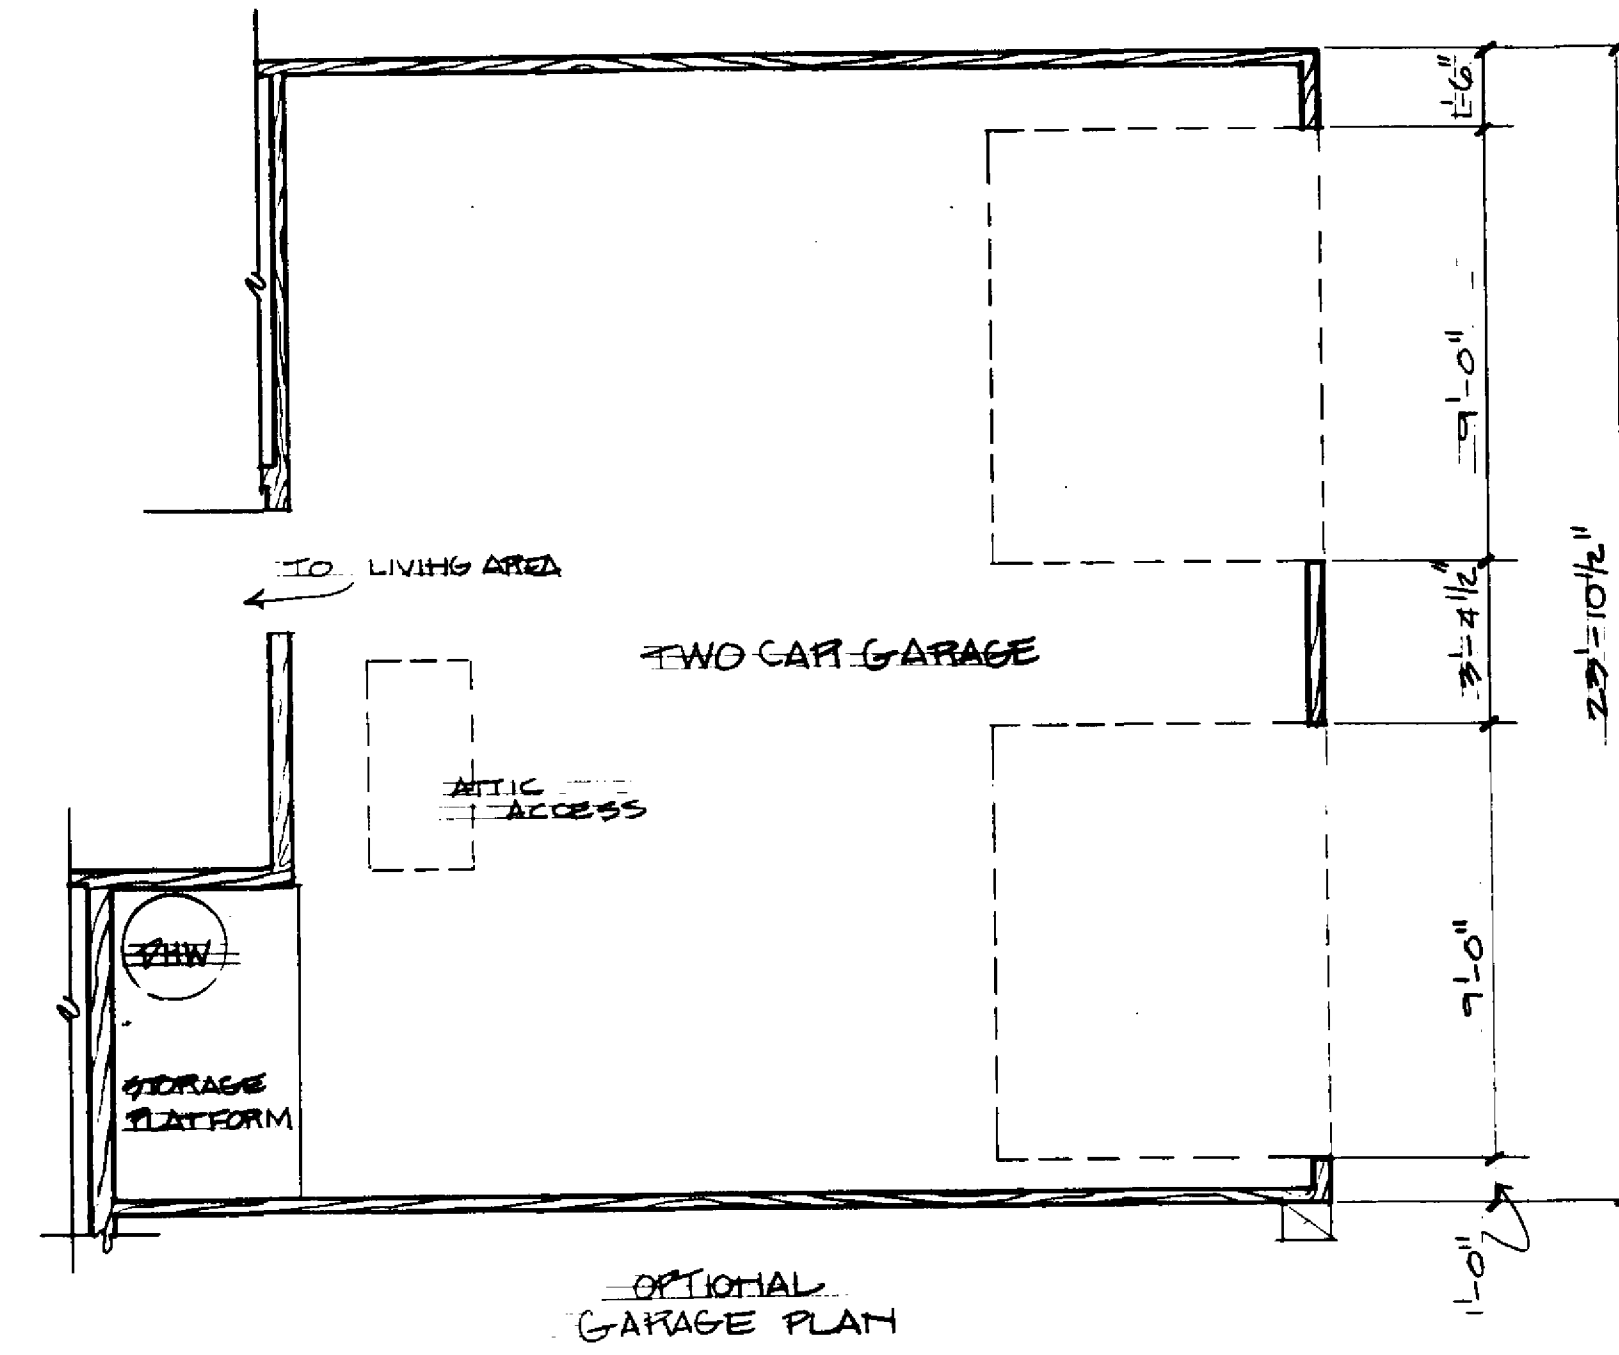 1'-6"
9'-0"
TO LIVING AREA
3'-4 1/2"
23'-10 1/2"
TWO CAR GARAGE
ATTIC
ACCESS
DHW
9'-0"
STORAGE
PLATFORM
1'-0"
OPTIONAL
GARAGE PLAN